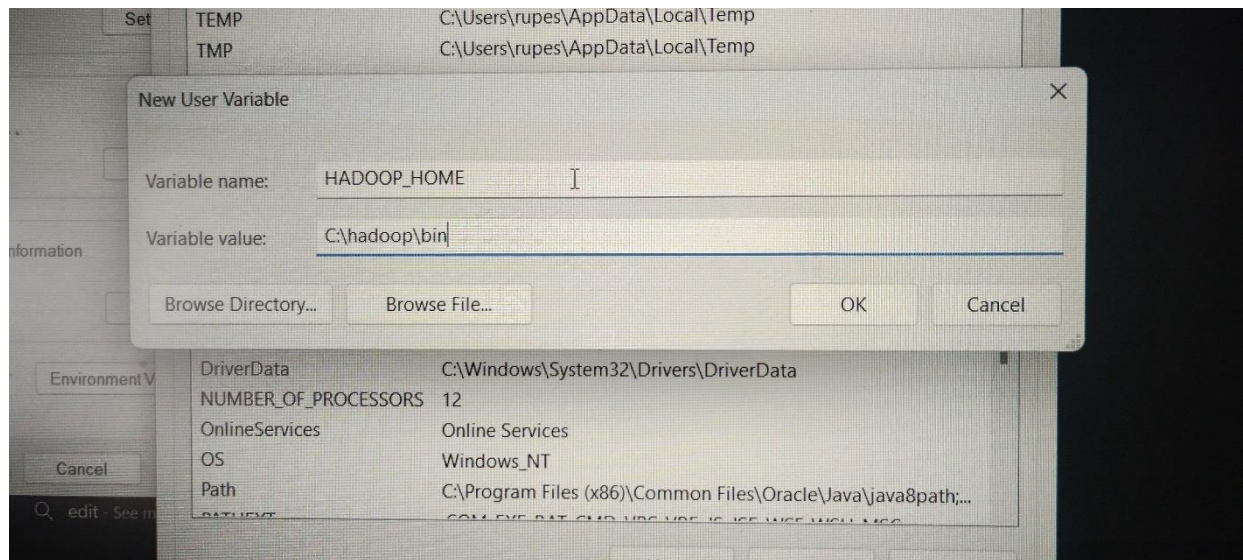 Set TEMP C:\Users\rupes\AppData\Local\Temp
TMP C:\Users\rupes\AppData\Local\Temp
New User Variable
Variable name: HADOOP_HOME
Variable value: C:\hadoop\bin
nformation
Browse Directory... Browse File... OK Cancel
DriverData C:\Windows\System32\Drivers\DriverData
Environment V
NUMBER_OF_PROCESSORS 12
OnlineServices Online Services
OS Windows_NT
Cancel
Path C:\Program Files (x86)\Common Files\Oracle\Java\java8path;...
edit - See m